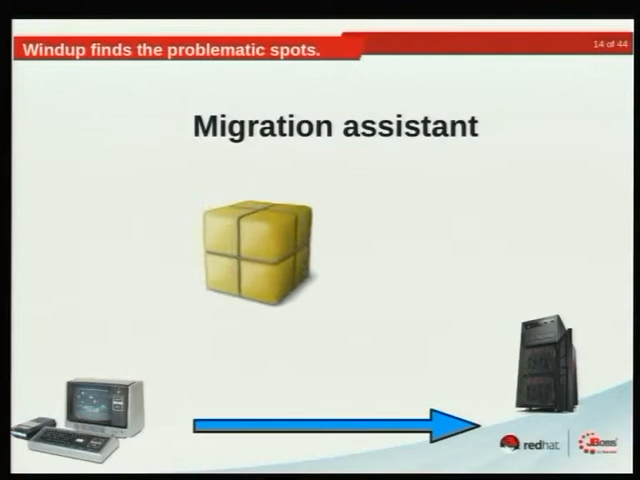 Windup finds the problematic spots.
14 of 44
Migration assistant
redhat.
JBoss